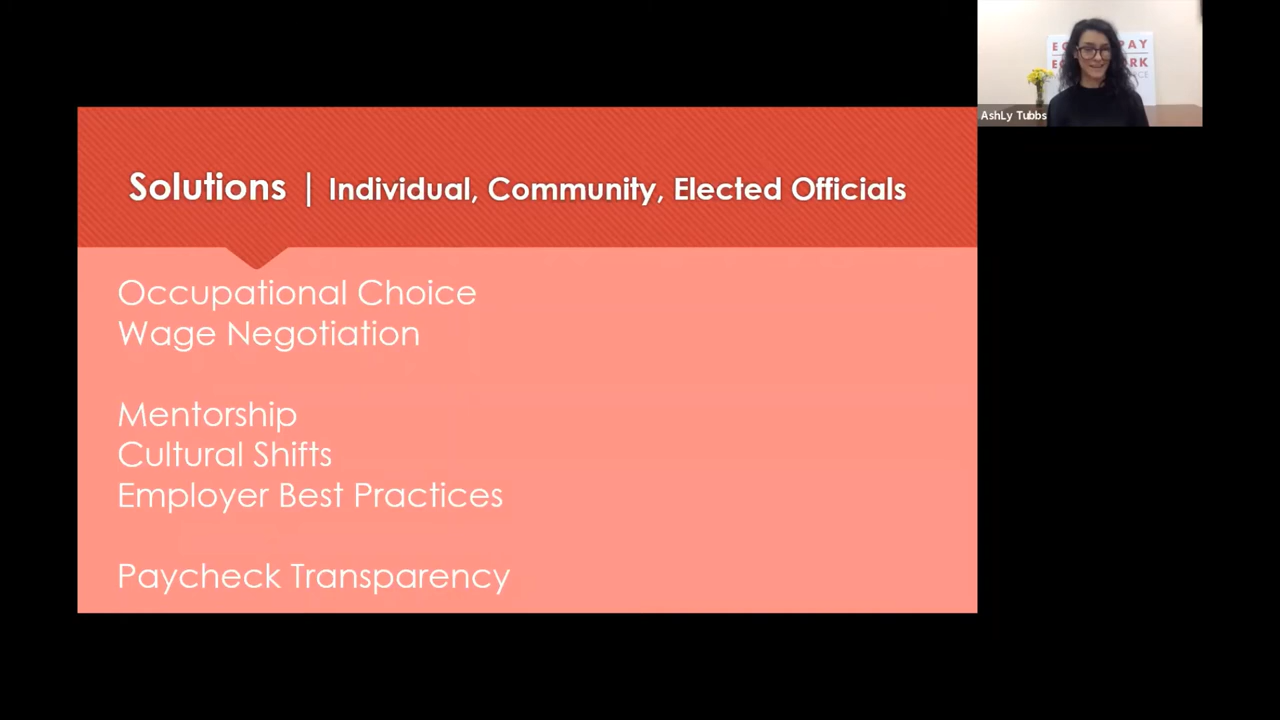 Solutions | Individual, Community, Elected Officials
Occupational Choice
Wage Negotiation
Mentorship
Cultural Shifts
Employer Best Practices
Paycheck Transparency
PAY
AshLy Tubbs